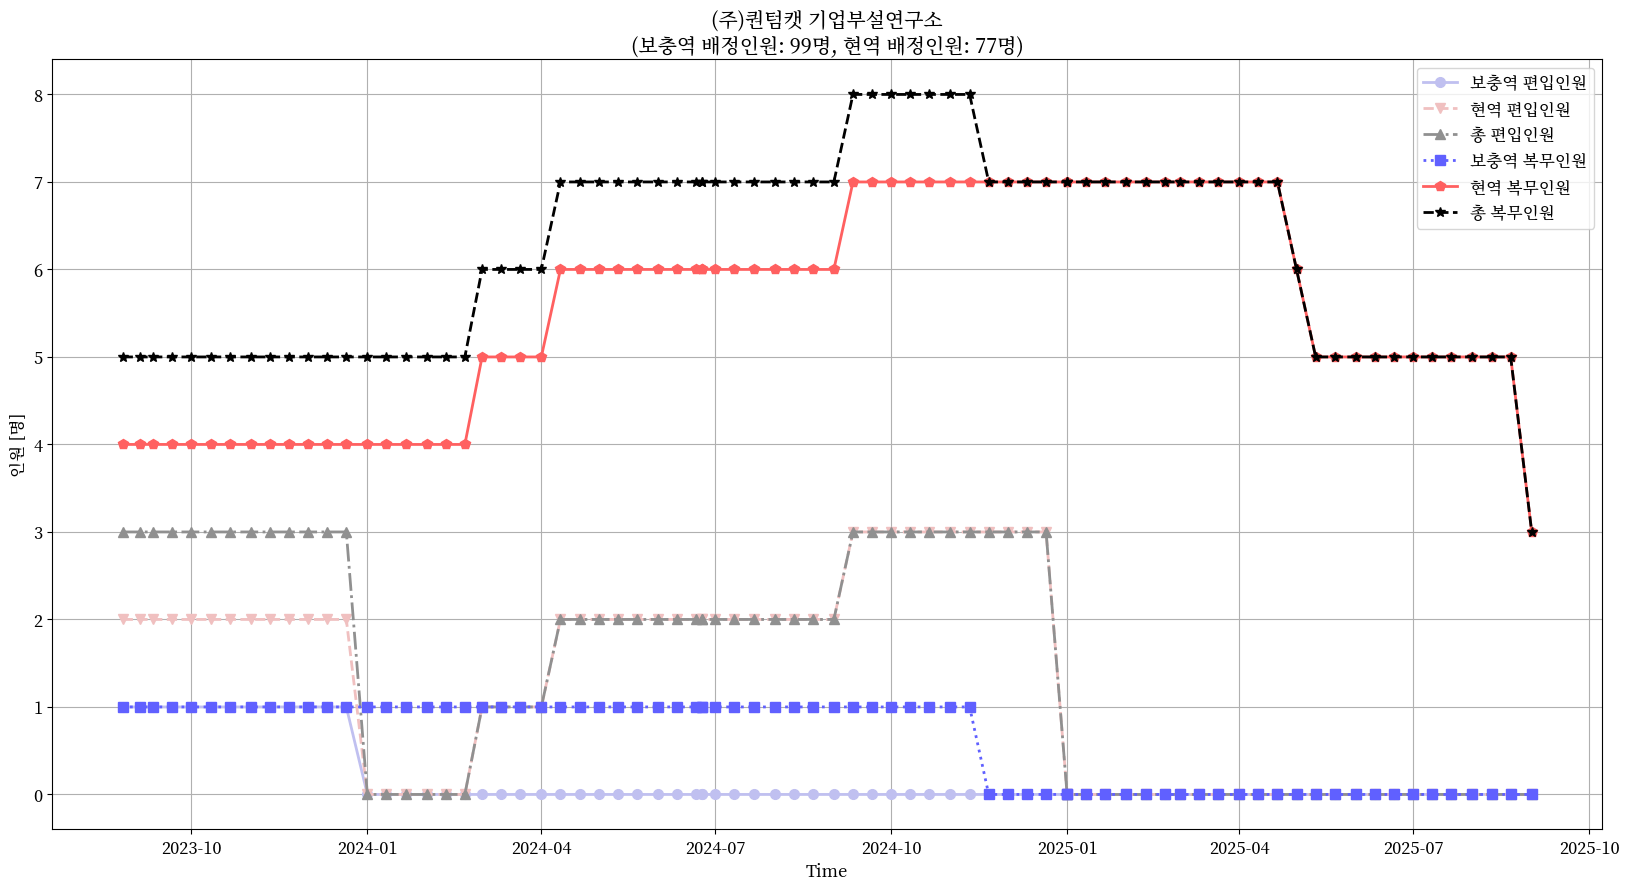 (주)퀀텀캣 기업부설연구소
(보충역 배정인원: 99명, 현역 배정인원: 77명)
보충역 편입인원
현역 편입인원
총 편입인원
보충역 복무인원
현역 복무인원
총 복무인원
인원 [명]
8
7
6
5
4
3
2
1
0
2023-10
2024-01
2024-04
2024-07
2024-10
2025-01
2025-04
2025-07
2025-10
Time